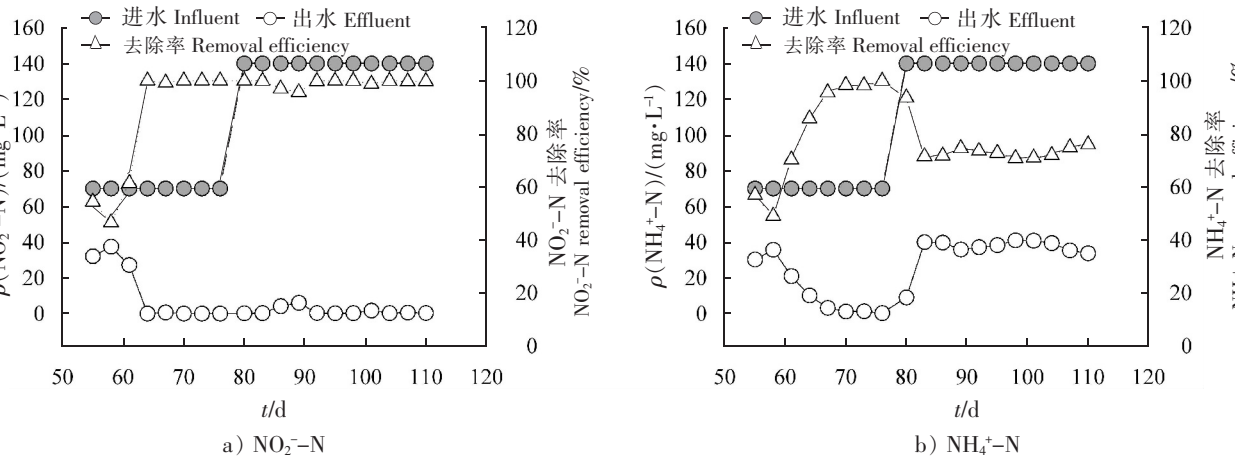 进水 Influent 出水 Effluent
去除率 Removal efficiency
160
140
120
100
80
60
40
20
0
120
100
80
60
40
20
0
50 60 70 80 90 100 110 120
t/d
NO₂⁻–N 去除率
NO₂⁻–N removal efficiency/%
a) NO₂⁻–N
进水 Influent 出水 Effluent
去除率 Removal efficiency
ρ(NH₄⁺–N)/(mg·L⁻¹)
160
140
120
100
80
60
40
20
0
120
100
80
60
40
20
0
50 60 70 80 90 100 110 120
t/d
NH₄⁺–N 去除率
b) NH₄⁺–N